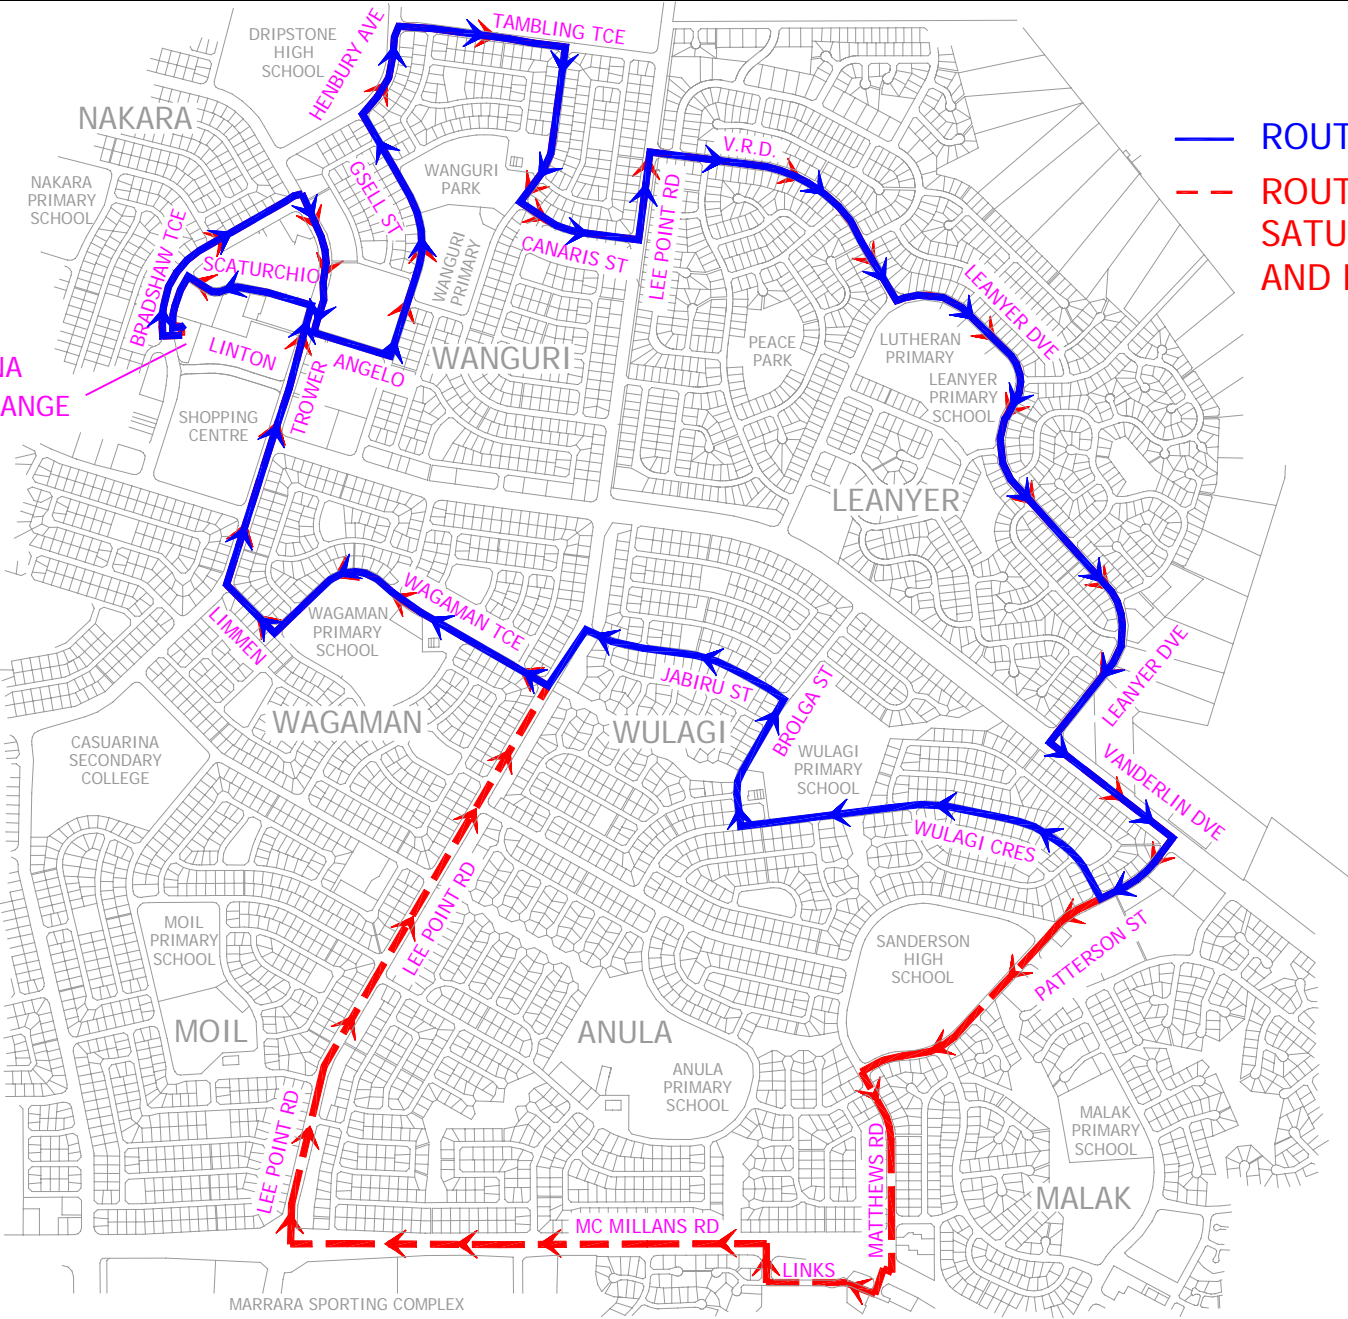 DRIPSTONE
HIGH
SCHOOL
HENBURY AVE
TAMBLING TCE
NAKARA
V.R.D.
ROUT
ROUT
SATU
AND
NAKARA
PRIMARY
SCHOOL
GSELL ST
WANGURI
PARK
LEE POINT RD
BRADSHAW TCE
SCATURCHIO
WANGURI
PRIMARY
CANARIS ST
LEANYER DVE
LINTON
ANGELO
WANGURI
PEACE
PARK
LUTHERAN
PRIMARY
LEANYER
PRIMARY
SCHOOL
NA
ANGE
SHOPPING
CENTRE
TROWER
LEANYER
LIMMEN
WAGAMAN
PRIMARY
SCHOOL
WAGAMAN TCE
JABIRU ST
BROLGA ST
LEANYER DVE
WAGAMAN
WULAGI
CASUARINA
SECONDARY
COLLEGE
WULAGI
PRIMARY
SCHOOL
VANDERLIN DVE
WULAGI CRES
LEE POINT RD
MOIL
PRIMARY
SCHOOL
SANDERSON
HIGH
SCHOOL
PATTERSON ST
MOIL
ANULA
ANULA
PRIMARY
SCHOOL
LEE POINT RD
MATTHEWS RD
MALAK
PRIMARY
SCHOOL
MALAK
MC MILLANS RD
LINKS
MARRARA SPORTING COMPLEX